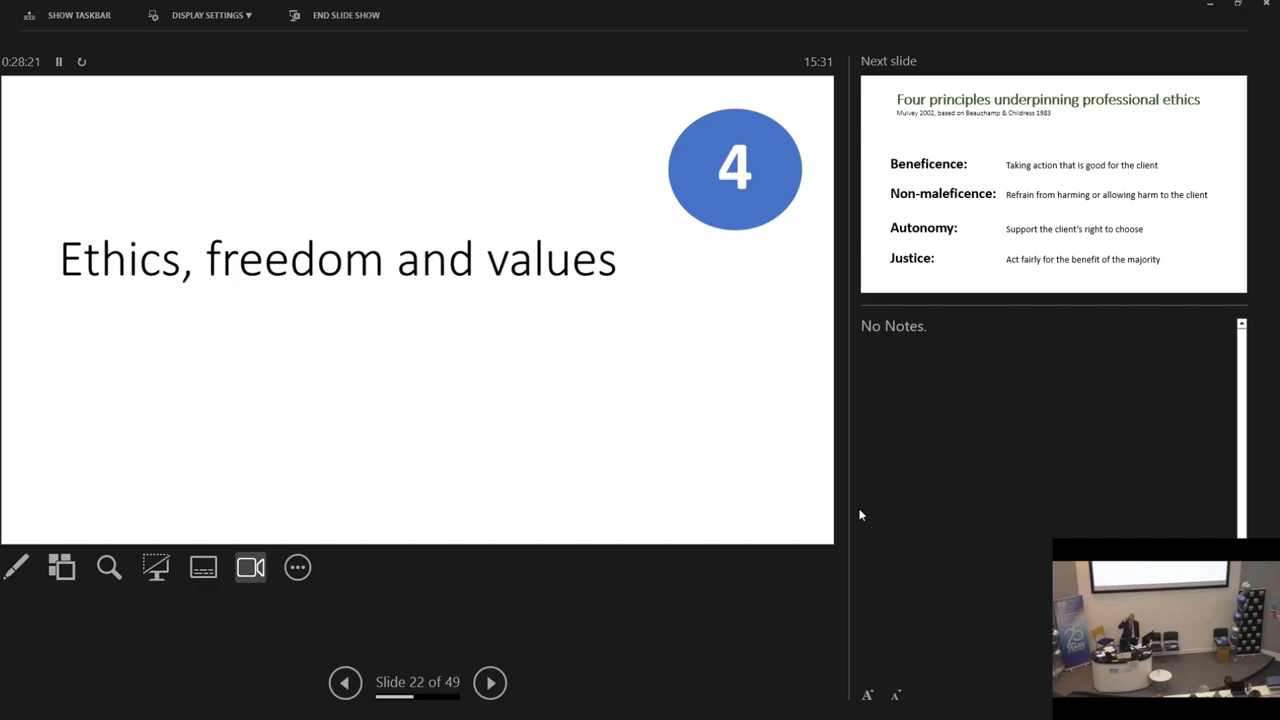 SHOW TASKBAR
DISPLAY SETTINGS ▼
END SLIDE SHOW
0:28:21
15:31
4
Ethics, freedom and values
Slide 22 of 49
Next slide
Four principles underpinning professional ethics
Mulvey 2002, based on Beauchamp & Childress 1983
Beneficence: Taking action that is good for the client
Non-maleficence: Refrain from harming or allowing harm to the client
Autonomy: Support the client's right to choose
Justice: Act fairly for the benefit of the majority
No Notes.
A A
25
YEARS